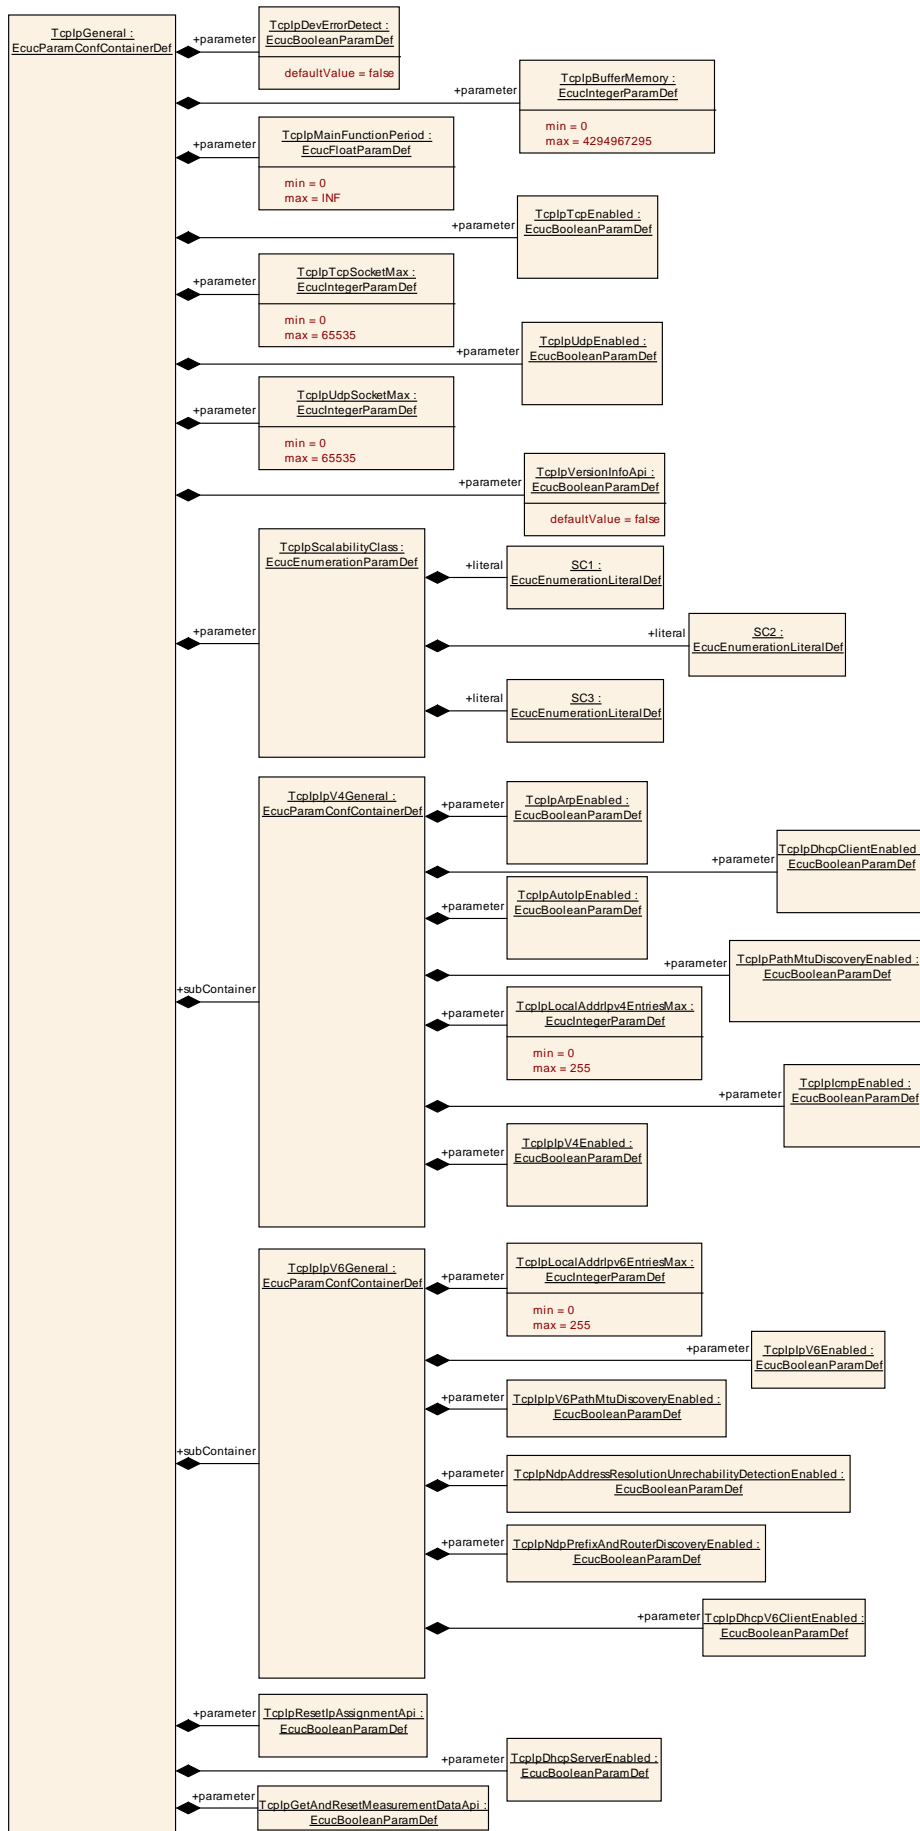 TcpIpGeneral :
EcucParamConfContainerDef
+parameter
TcpIpDevErrorDetect :
EcucBooleanParamDef
defaultValue = false
+parameter
TcpIpBufferMemory :
EcucIntegerParamDef
min = 0
max = 4294967295
+parameter
TcpIpMainFunctionPeriod :
EcucFloatParamDef
min = 0
max = INF
+parameter
TcpIpTcpEnabled :
EcucBooleanParamDef
+parameter
TcpIpTcpSocketMax :
EcucIntegerParamDef
min = 0
max = 65535
+parameter
TcpIpUdpEnabled :
EcucBooleanParamDef
+parameter
TcpIpUdpSocketMax :
EcucIntegerParamDef
min = 0
max = 65535
+parameter
TcpIpVersionInfoApi :
EcucBooleanParamDef
defaultValue = false
+parameter
TcpIpScalabilityClass :
EcucEnumerationParamDef
+literal
SC1 :
EcucEnumerationLiteralDef
+literal
SC2 :
EcucEnumerationLiteralDef
+literal
SC3 :
EcucEnumerationLiteralDef
+subContainer
TcpIpIpV4General :
EcucParamConfContainerDef
+parameter
TcpIpArpEnabled :
EcucBooleanParamDef
+parameter
TcpIpDhcpClientEnabled :
EcucBooleanParamDef
+parameter
TcpIpAutoIpEnabled :
EcucBooleanParamDef
+parameter
TcpIpPathMtuDiscoveryEnabled :
EcucBooleanParamDef
+parameter
TcpIpLocalAddrIpv4EntriesMax :
EcucIntegerParamDef
min = 0
max = 255
+parameter
TcpIpIcmpEnabled :
EcucBooleanParamDef
+parameter
TcpIpIpV4Enabled :
EcucBooleanParamDef
+subContainer
TcpIpIpV6General :
EcucParamConfContainerDef
+parameter
TcpIpLocalAddrIpv6EntriesMax :
EcucIntegerParamDef
min = 0
max = 255
+parameter
TcpIpIpV6Enabled :
EcucBooleanParamDef
+parameter
TcpIpIpV6PathMtuDiscoveryEnabled :
EcucBooleanParamDef
+parameter
TcpIpNdpAddressResolutionUnrechabilityDetectionEnabled :
EcucBooleanParamDef
+parameter
TcpIpNdpPrefixAndRouterDiscoveryEnabled :
EcucBooleanParamDef
+parameter
TcpIpDhcpV6ClientEnabled :
EcucBooleanParamDef
+parameter
TcpIpResetIpAssignmentApi :
EcucBooleanParamDef
+parameter
TcpIpDhcpServerEnabled :
EcucBooleanParamDef
+parameter
TcpIpGetAndResetMeasurementDataApi :
EcucBooleanParamDef